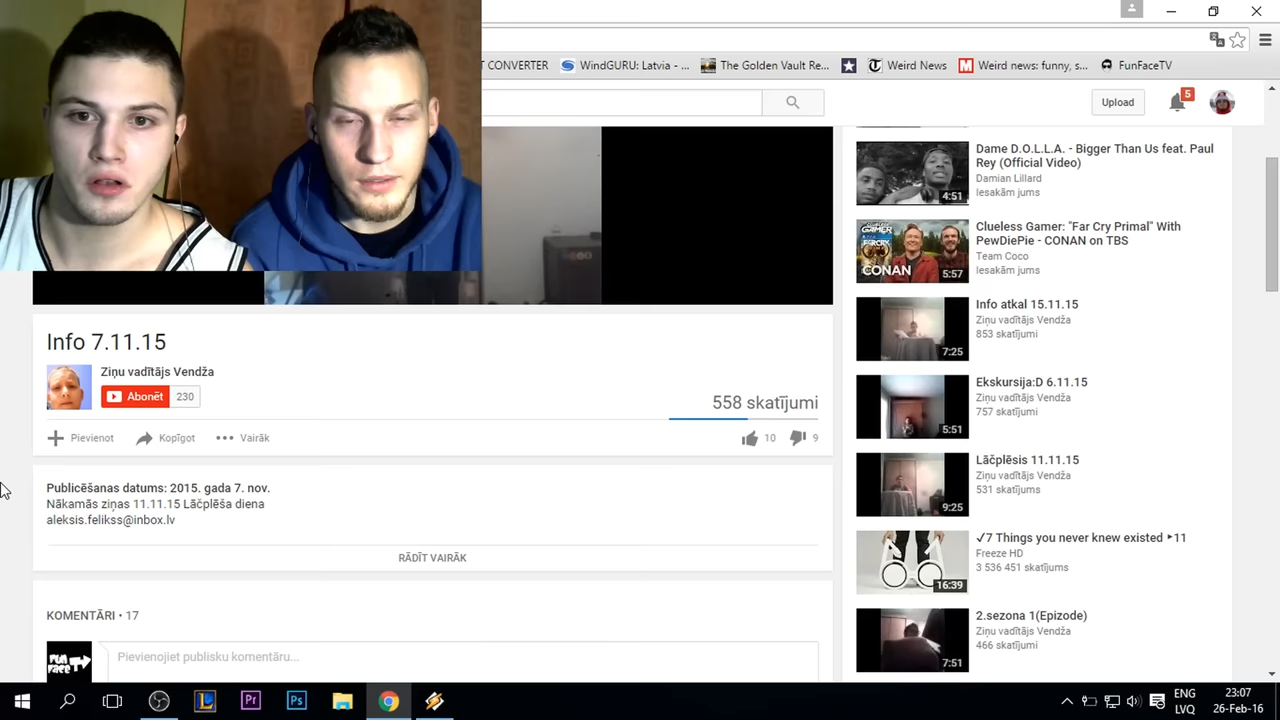 T CONVERTER
WindGURU: Latvia - ...
The Golden Vault Re...
Weird News
Weird news: funny, s...
FunFaceTV
Upload
5
Dame D.O.L.L.A. - Bigger Than Us feat. Paul
Rey (Official Video)
Damian Lillard
Iesakām jums
4:51
Clueless Gamer: "Far Cry Primal" With
PewDiePie - CONAN on TBS
Team Coco
Iesakām jums
CONAN
5:57
Info atkal 15.11.15
Ziņu vadītājs Vendža
853 skatījumi
7:25
Ekskursija:D 6.11.15
Ziņu vadītājs Vendža
757 skatījumi
5:51
Lāčplēsis 11.11.15
Ziņu vadītājs Vendža
531 skatījums
9:25
√7 Things you never knew existed ►11
Freeze HD
3 536 451 skatījums
16:39
2.sezona 1(Epizode)
Ziņu vadītājs Vendža
466 skatījumi
7:51
Info 7.11.15
Ziņu vadītājs Vendža
Abonēt 230
558 skatījumi
Pievienot Kopīgot Vairāk
10 9
Publicēšanas datums: 2015. gada 7. nov.
Nākamās ziņas 11.11.15 Lāčplēša diena
aleksis.felikss@inbox.lv
RĀDĪT VAIRĀK
KOMENTĀRI • 17
FUN
FACE TV
Pievienojiet publisku komentāru...
Pr
Ps
ENG
LVQ
23:07
26-Feb-16